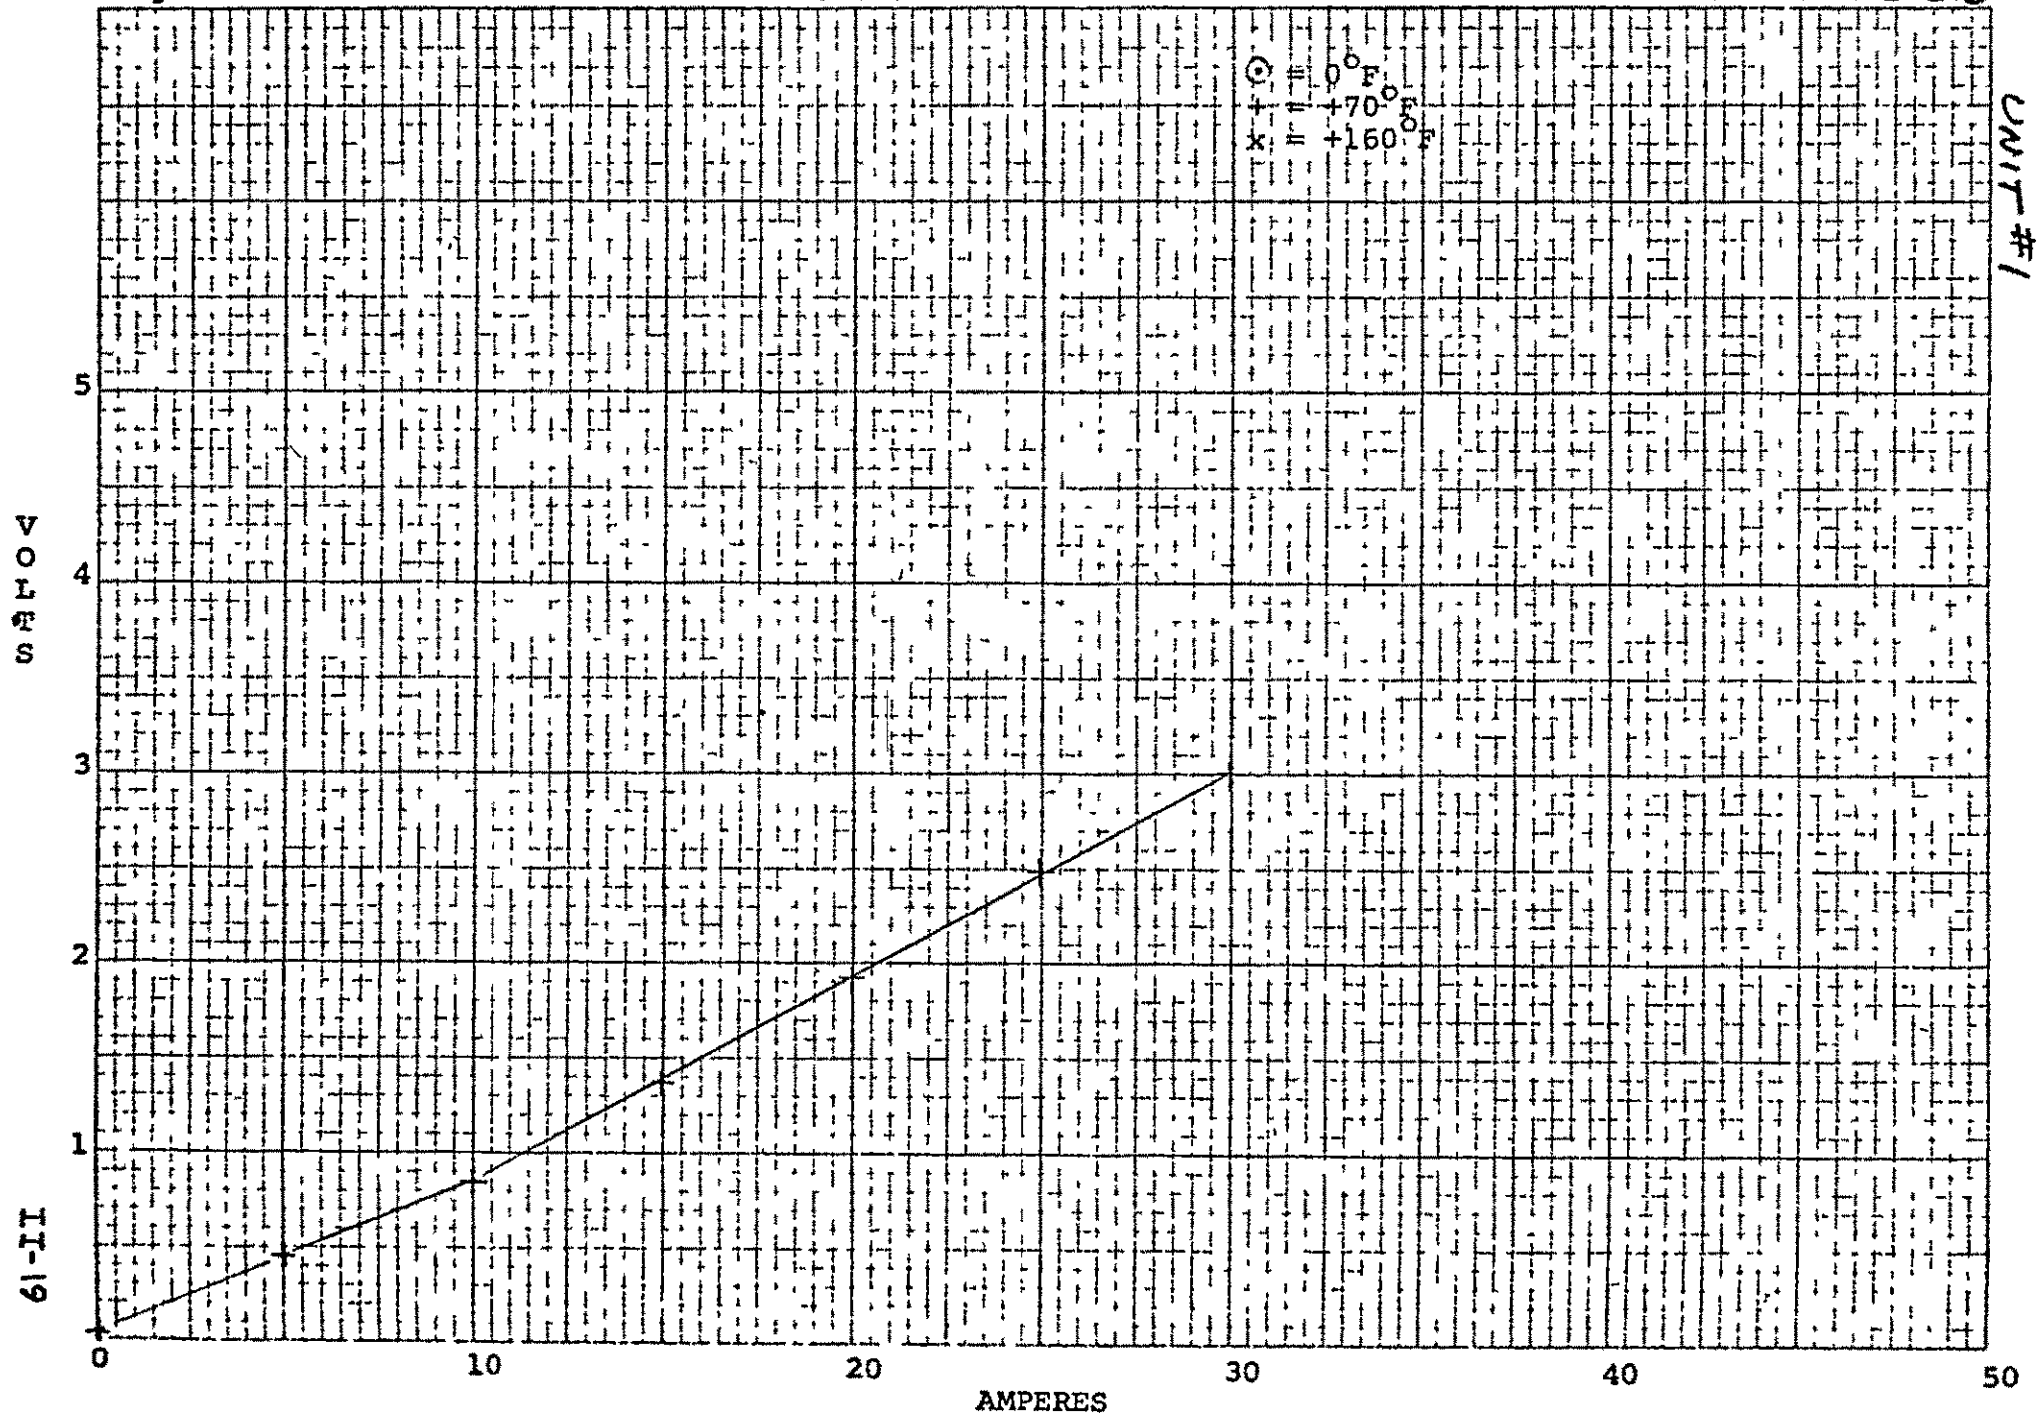 ⊙ = 0°F
+ = +70°F
x = +160°F
UNIT #1
5
4
3
2
1
VOLTS
0 10 20 30 40 50
AMPERES
II-19